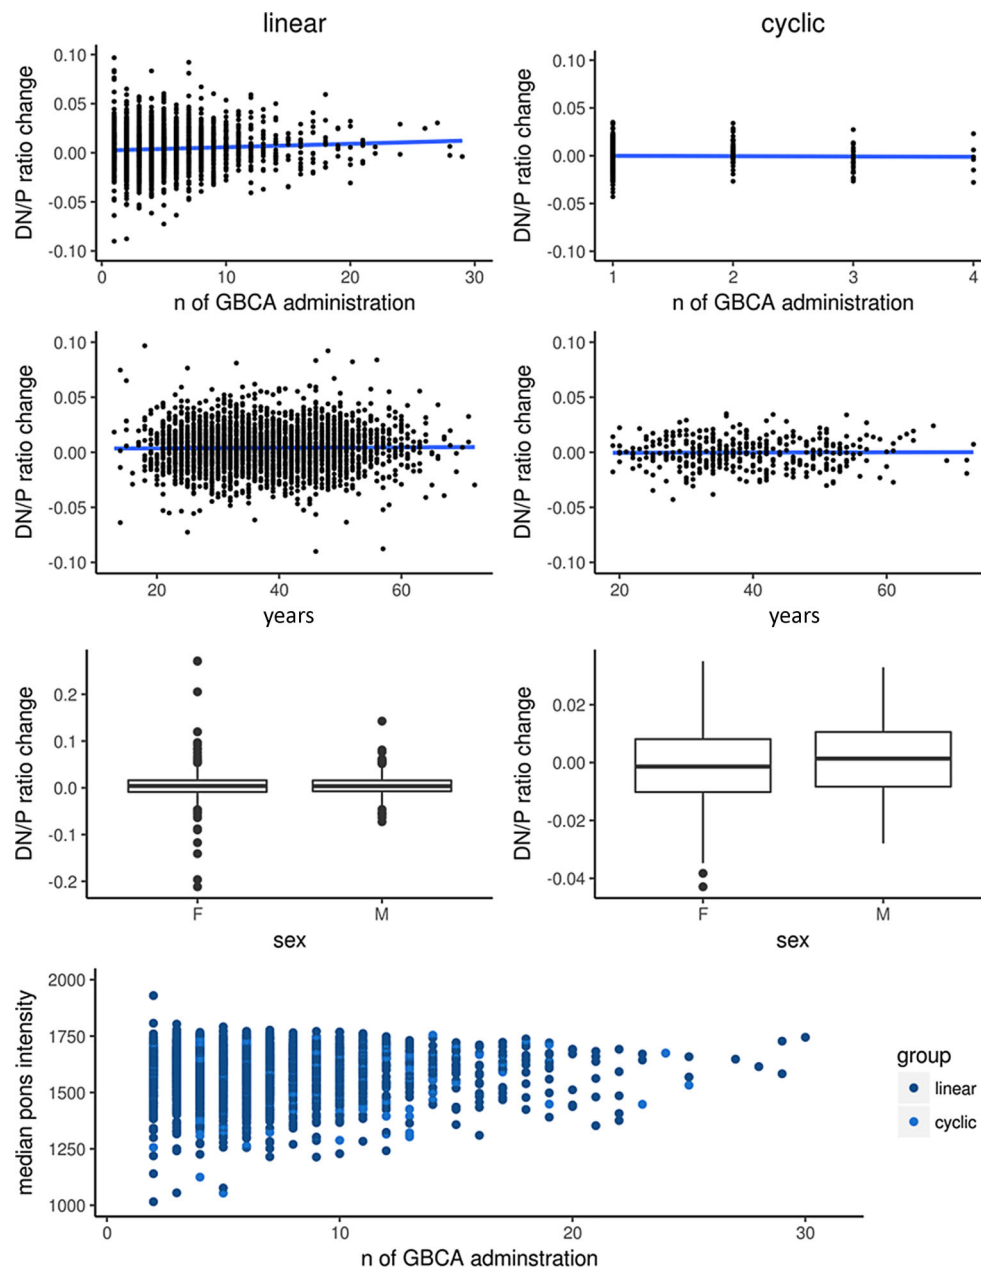 linear
cyclic
DN/P ratio change
0.10
0.05
0.00
-0.05
-0.10
0
10
20
30
n of GBCA administration
DN/P ratio change
0.10
0.05
0.00
-0.05
-0.10
1
2
3
4
n of GBCA administration
DN/P ratio change
0.10
0.05
0.00
-0.05
-0.10
20
40
60
years
DN/P ratio change
0.10
0.05
0.00
-0.05
-0.10
20
40
60
years
DN/P ratio change
0.2
0.1
0.0
-0.1
-0.2
F
M
sex
DN/P ratio change
0.02
0.00
-0.02
-0.04
F
M
sex
median pons intensity
2000
1750
1500
1250
1000
0
10
20
30
n of GBCA adminstration
group
linear
cyclic